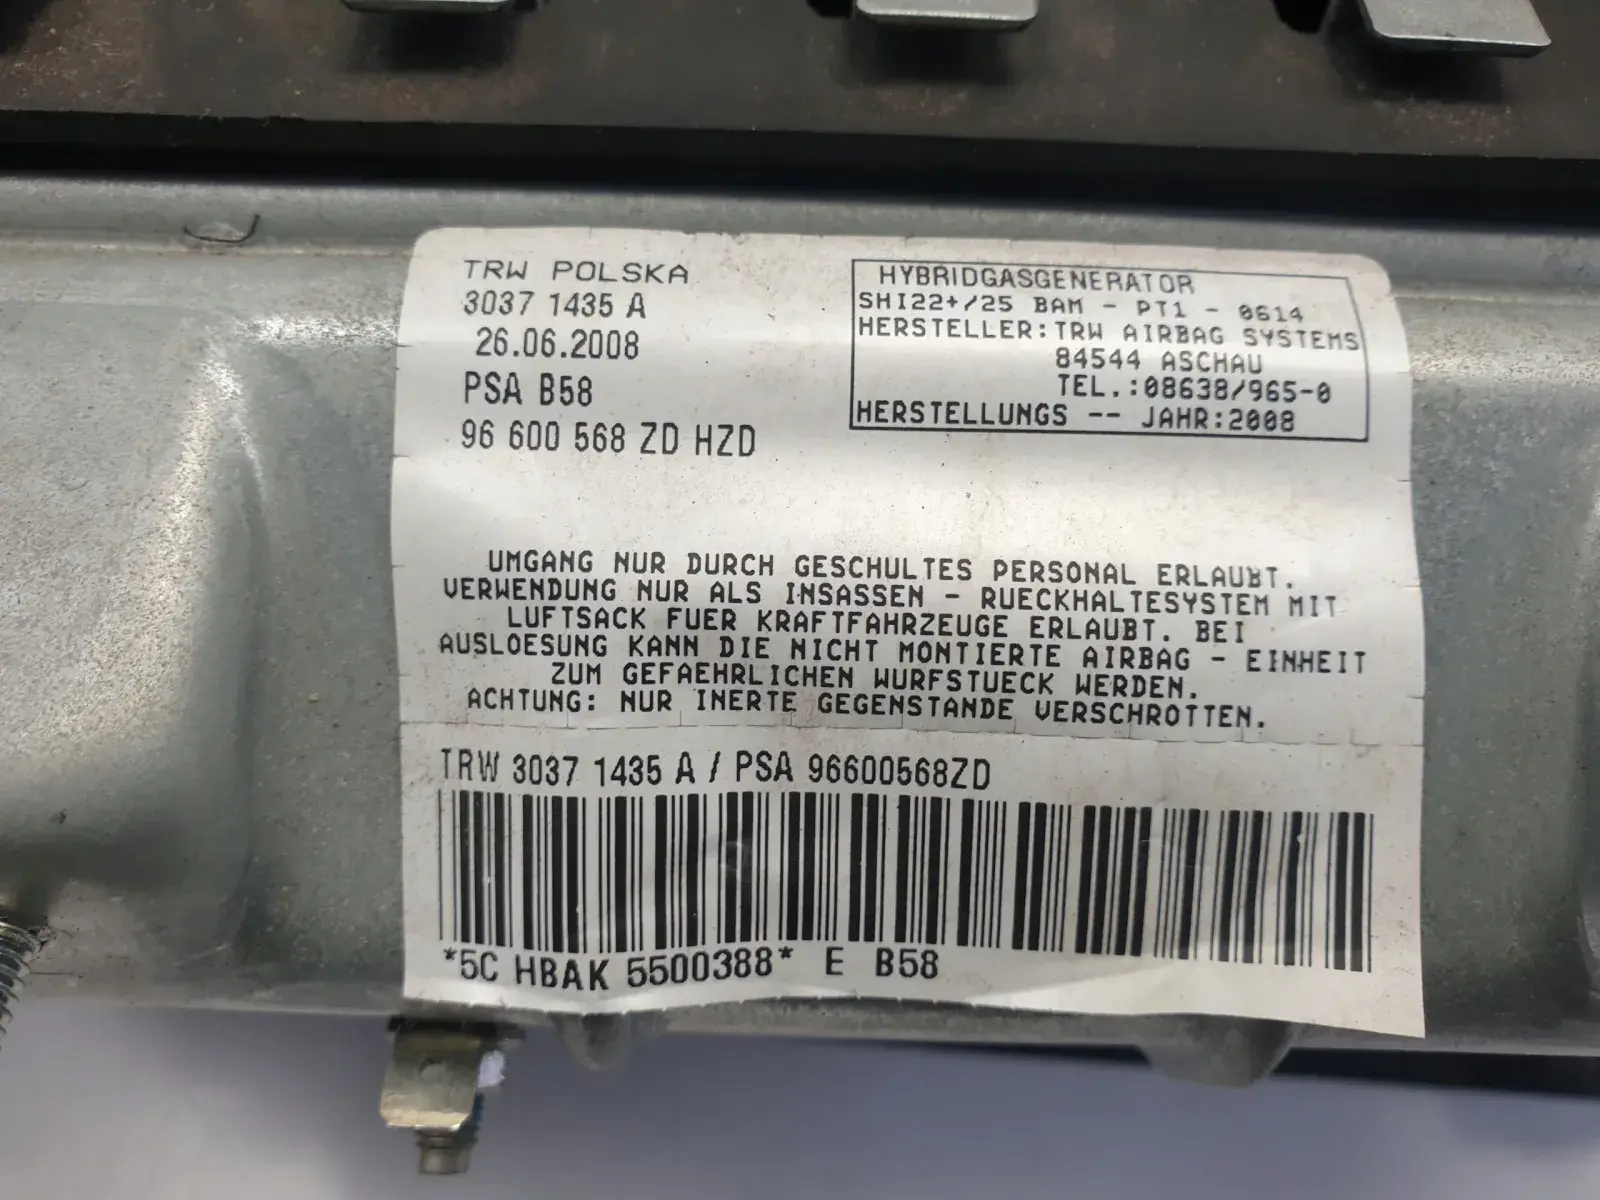 TRW POLSKA
3037 1435 A
26.06.2008
PSA B58
96 600 568 ZD HZD
HYBRIDGASGENERATOR
SHI22+/25 BAM - PT1 - 0614
HERSTELLER: TRW AIRBAG SYSTEMS
84544 ASCHAU
TEL.:08638/965-0
HERSTELLUNGS -- JAHR:2008
UMGANG NUR DURCH GESCHULTES PERSONAL ERLAUBT.
VERWENDUNG NUR ALS INSASSEN - RUECKHALTESYSTEM MIT
LUFTSACK FUER KRAFTFAHRZEUGE ERLAUBT. BEI
AUSLOESUNG KANN DIE NICHT MONTIERTE AIRBAG - EINHEIT
ZUM GEFAEHRLICHEN WURFSTUECK WERDEN.
ACHTUNG: NUR INERTE GEGENSTANDE VERSCHROTTEN.
TRW 3037 1435 A / PSA 96600568ZD
*5C HBAK 5500388* E B58